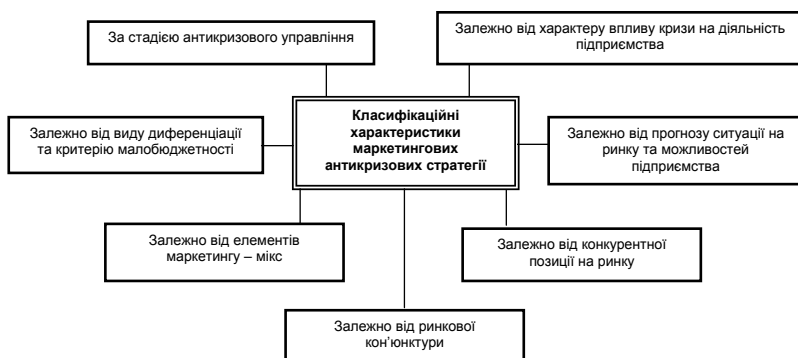 За стадією антикризового управління
Залежно від характеру впливу кризи на діяльність
підприємства
Класифікаційні
характеристики
маркетингових
антикризових стратегії
Залежно від виду диференціації
та критерію малобюджетності
Залежно від прогнозу ситуації на
ринку та можливостей
підприємства
Залежно від елементів
маркетингу – мікс
Залежно від конкурентної
позиції на ринку
Залежно від ринкової
кон’юнктури